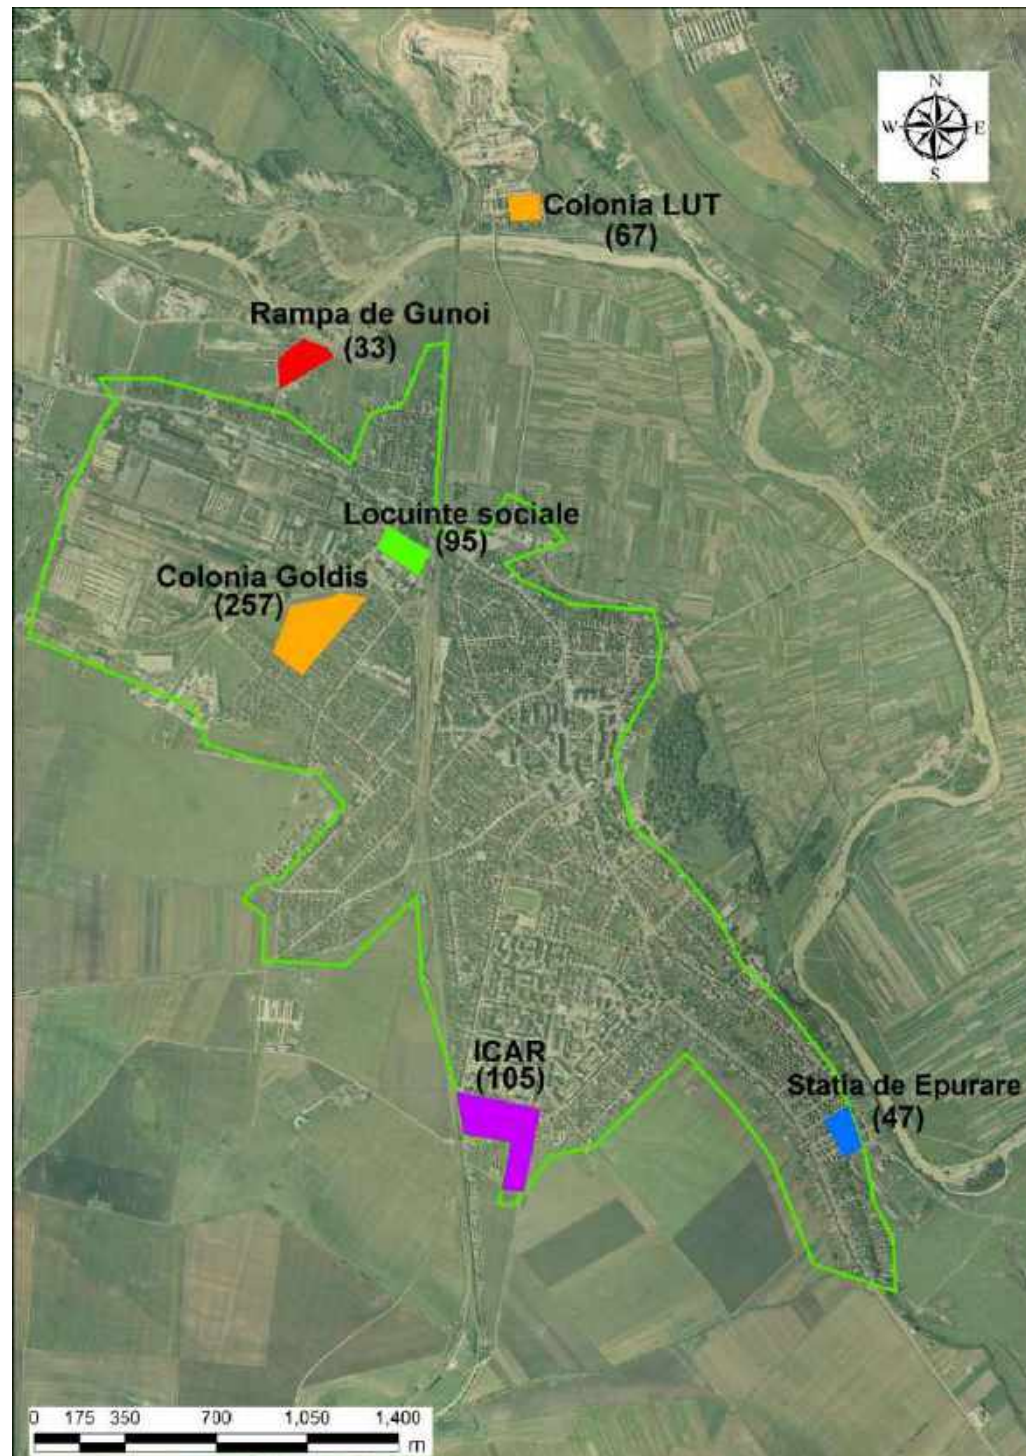 N
W E
S
Colonia LUT
(67)
Rampa de Gunoi
(33)
Locuinte sociale
(95)
Colonia Goldis
(257)
ICAR
(105)
Statia de Epurare
(47)
0 175 350 700 1,050 1,400
m